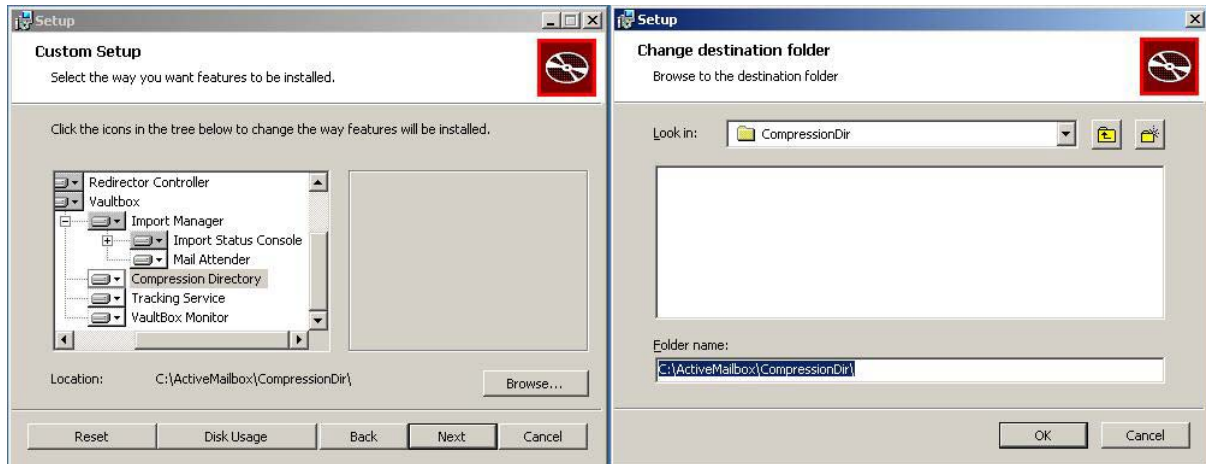 Setup
Custom Setup
Select the way you want features to be installed.
Click the icons in the tree below to change the way features will be installed.
Redirector Controller
Vaultbox
Import Manager
Import Status Console
Mail Attender
Compression Directory
Tracking Service
VaultBox Monitor
Location: C:\ActiveMailbox\CompressionDir\
Browse...
Reset Disk Usage Back Next Cancel
Setup
Change destination folder
Browse to the destination folder
Look in: CompressionDir
Folder name:
C:\ActiveMailbox\CompressionDir\
OK Cancel